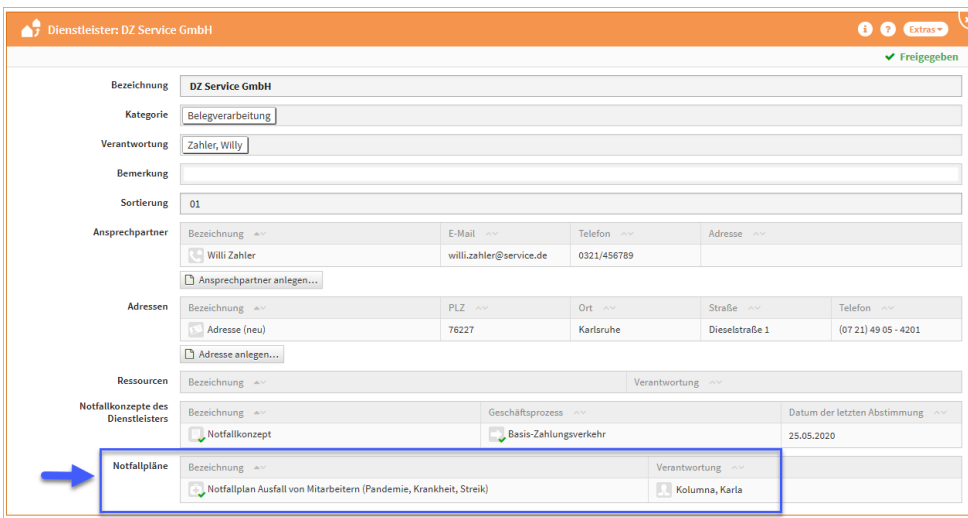 Dienstleister: DZ Service GmbH
i ? Extras
Freigegeben
Bezeichnung DZ Service GmbH
Kategorie Belegverarbeitung
Verantwortung Zahler, Willy
Bemerkung
Sortierung 01
Ansprechpartner Bezeichnung E-Mail Telefon Adresse
Willi Zahler willi.zahler@service.de 0321/456789
Ansprechpartner anlegen...
Adressen Bezeichnung PLZ Ort Straße Telefon
Adresse (neu) 76227 Karlsruhe Dieselstraße 1 (07 21) 49 05 - 4201
Adresse anlegen...
Ressourcen Bezeichnung Verantwortung
Notfallkonzepte des
Dienstleisters
Bezeichnung Geschäftsprozess Datum der letzten Abstimmung
Notfallkonzept Basis-Zahlungsverkehr 25.05.2020
Notfallpläne Bezeichnung Verantwortung
Notfallplan Ausfall von Mitarbeitern (Pandemie, Krankheit, Streik) Kolumna, Karla